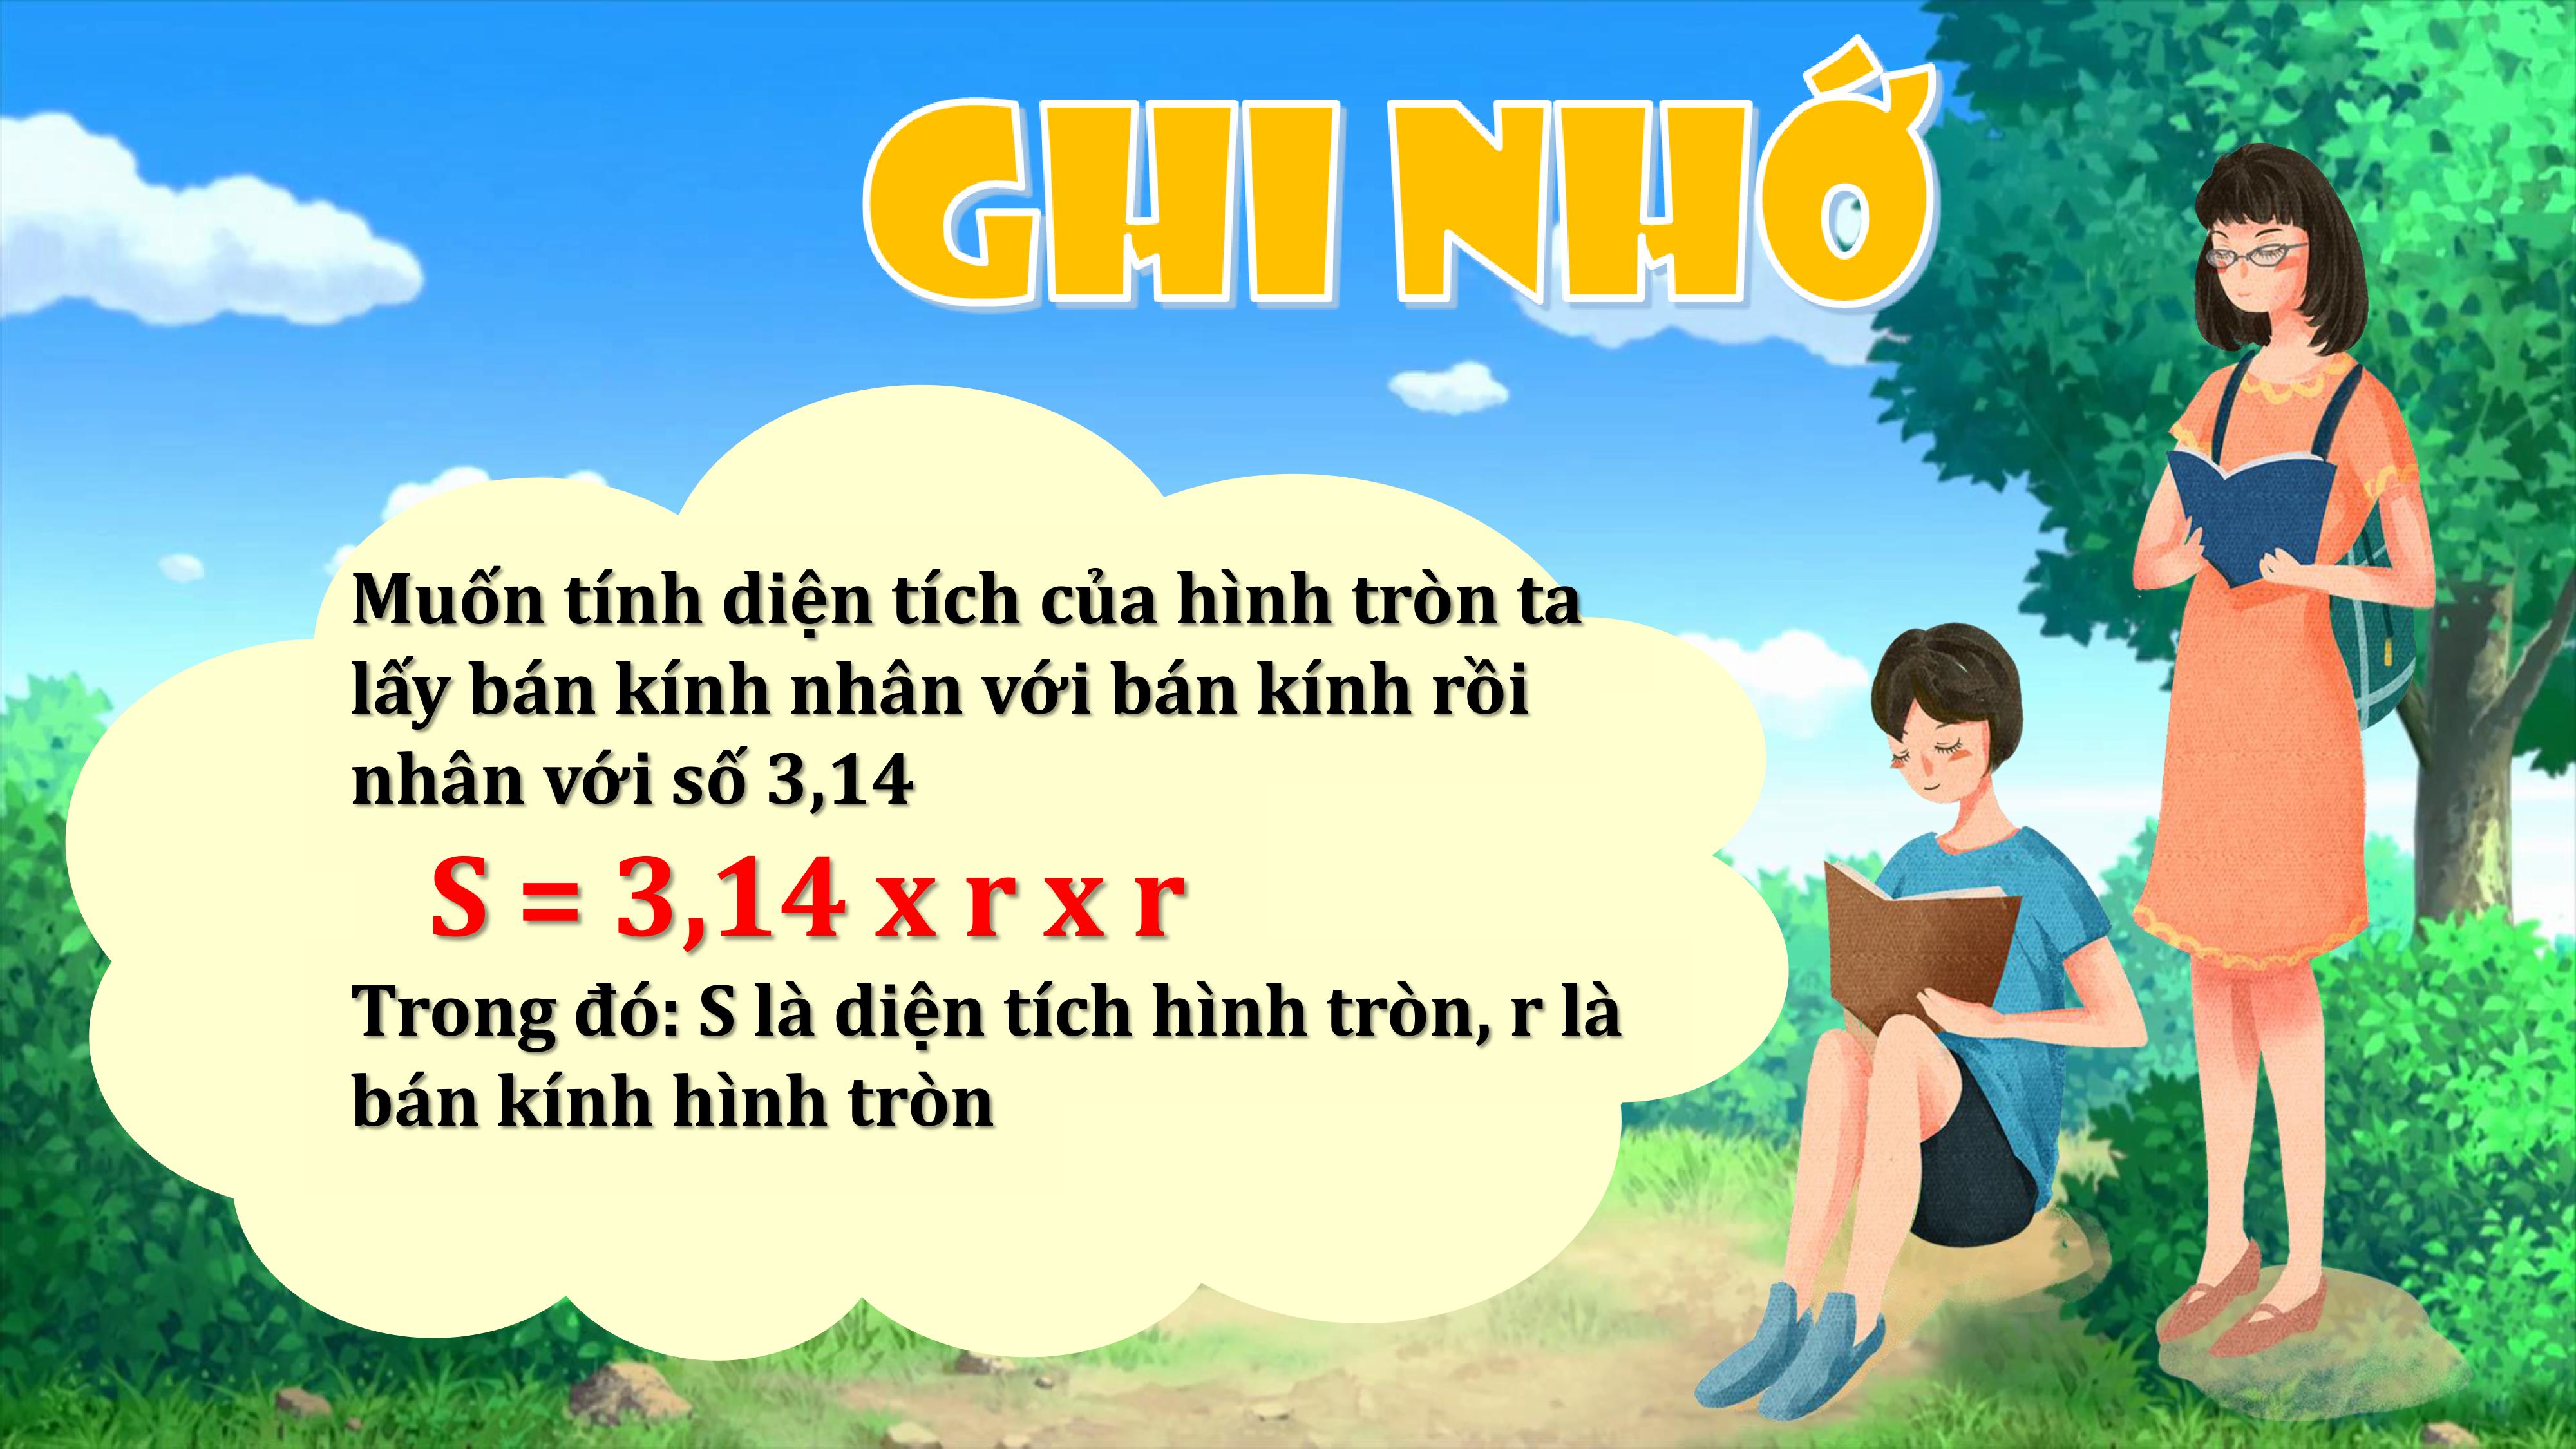 GHI NHỚ
Muốn tính diện tích của hình tròn ta
lấy bán kính nhân với bán kính rồi
nhân với số 3,14
S = 3,14 x r x r
Trong đó: S là diện tích hình tròn, r là
bán kính hình tròn